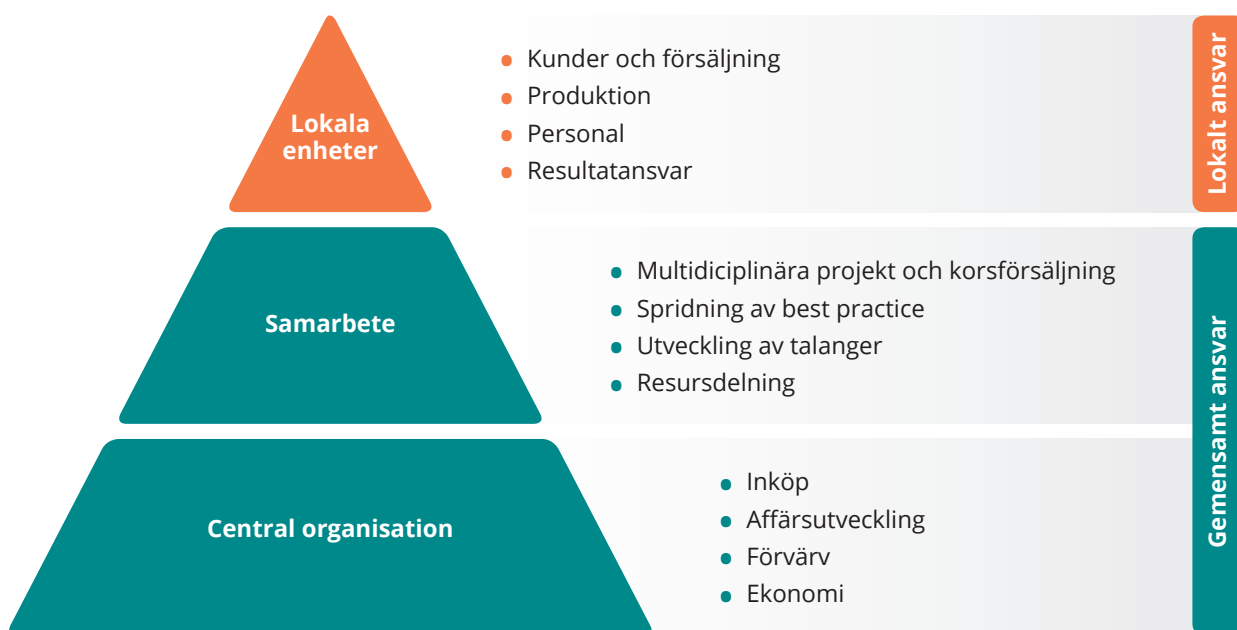 Lokala
enheter
Kunder och försäljning
Produktion
Personal
Resultatansvar
Lokalt ansvar
Samarbete
Multidiciplinära projekt och korsförsäljning
Spridning av best practice
Utveckling av talanger
Resursdelning
Central organisation
Inköp
Affärsutveckling
Förvärv
Ekonomi
Gemensamt ansvar